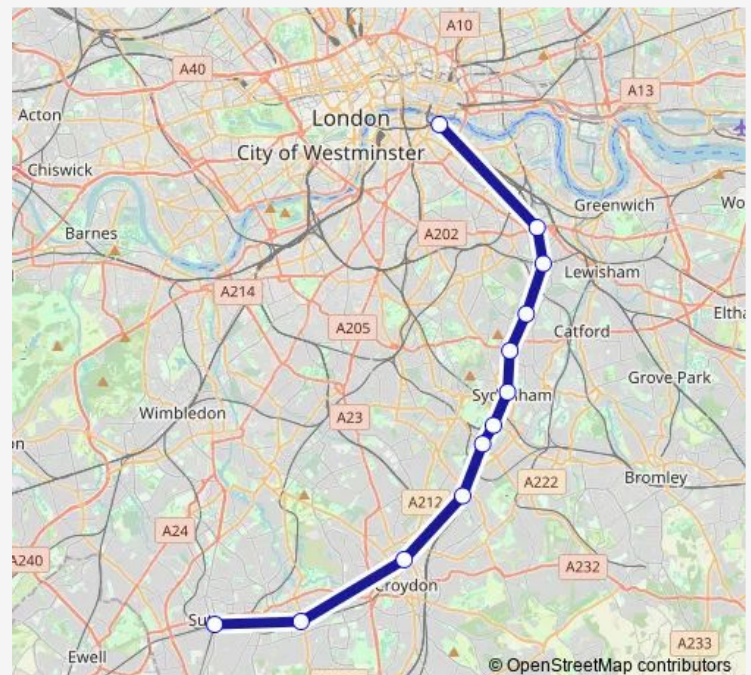 A10
A40
A13
Acton
London
City of Westminster
Chiswick
Greenwich
Wo
Barnes
A202
Lewisham
A214
Eltha
A205
Catford
Grove Park
Sydenham
Wimbledon
A23
on
Bromley
A222
A212
A24
A240
A232
Croydon
Su
A233
Ewell
© OpenStreetMap contributors